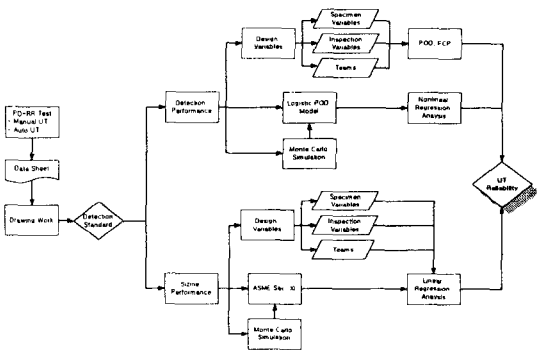 PD-RR Test
- Manual UT
- Auto UT
Data Sheet
Drawing Work
Detection
Standard
Detection
Performance
Design
Variables
Specimen
Variables
Inspection
Variables
Teams
POD, FCP
Logistic POD
Model
Nonlinear
Regression
Analysis
Monte Carlo
Simulation
UT
Reliability
Sizing
Performance
Design
Variables
Specimen
Variables
Inspection
Variables
Teams
ASME Sec. XI
Linear
Regression
Analysis
Monte Carlo
Simulation